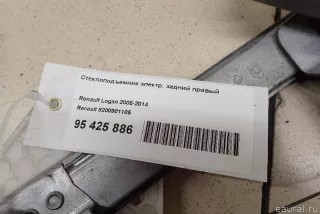 Стеклоподъемник электр. задний правый
Renault Logan 2005-2014
Renault 8200901106
95 425 886
eaural.ru